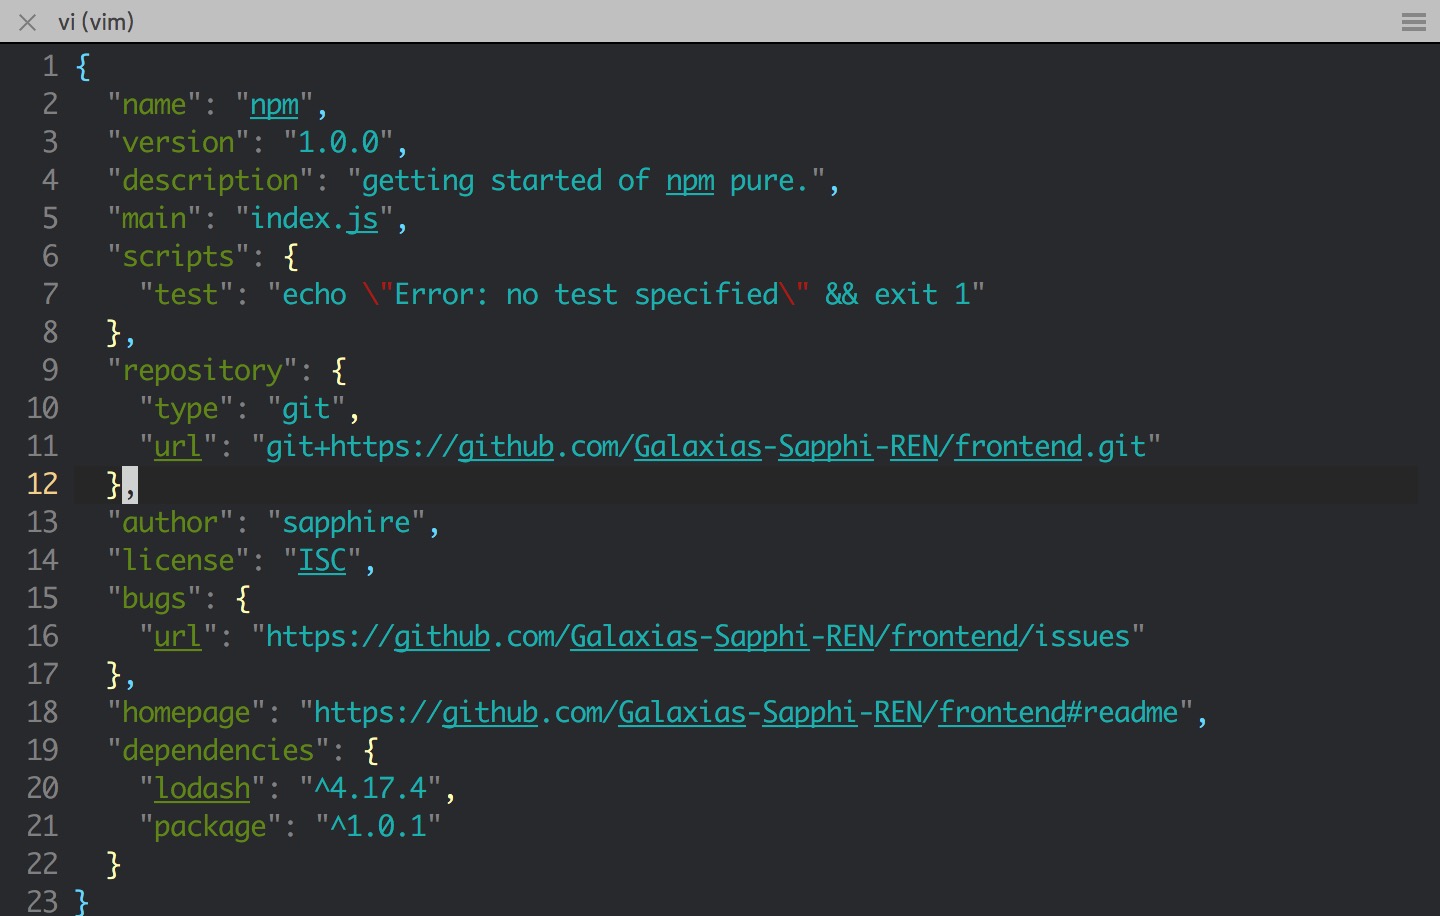 vi (vim)
1 {
2   "name": "npm",
3   "version": "1.0.0",
4   "description": "getting started of npm pure.",
5   "main": "index.js",
6   "scripts": {
7     "test": "echo \"Error: no test specified\" && exit 1"
8   },
9   "repository": {
10     "type": "git",
11     "url": "git+https://github.com/Galaxias-Sapphi-REN/frontend.git"
12   },
13   "author": "sapphire",
14   "license": "ISC",
15   "bugs": {
16     "url": "https://github.com/Galaxias-Sapphi-REN/frontend/issues"
17   },
18   "homepage": "https://github.com/Galaxias-Sapphi-REN/frontend#readme",
19   "dependencies": {
20     "lodash": "^4.17.4",
21     "package": "^1.0.1"
22   }
23 }